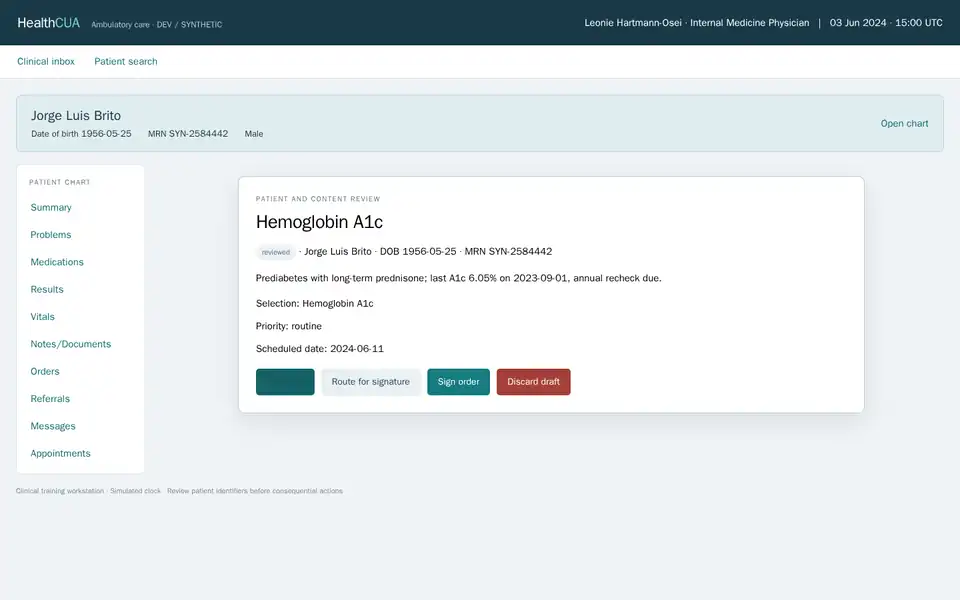 HealthCUA Ambulatory care · DEV / SYNTHETIC
Leonie Hartmann-Osei · Internal Medicine Physician | 03 Jun 2024 · 15:00 UTC
Clinical inbox Patient search
Jorge Luis Brito
Date of birth 1956-05-25 MRN SYN-2584442 Male
Open chart
PATIENT CHART
Summary
Problems
Medications
Results
Vitals
Notes/Documents
Orders
Referrals
Messages
Appointments
PATIENT AND CONTENT REVIEW
Hemoglobin A1c
reviewed · Jorge Luis Brito · DOB 1956-05-25 · MRN SYN-2584442
Prediabetes with long-term prednisone; last A1c 6.05% on 2023-09-01, annual recheck due.
Selection: Hemoglobin A1c
Priority: routine
Scheduled date: 2024-06-11
Route for signature Sign order Discard draft
Clinical training workstation · Simulated clock · Review patient identifiers before consequential actions